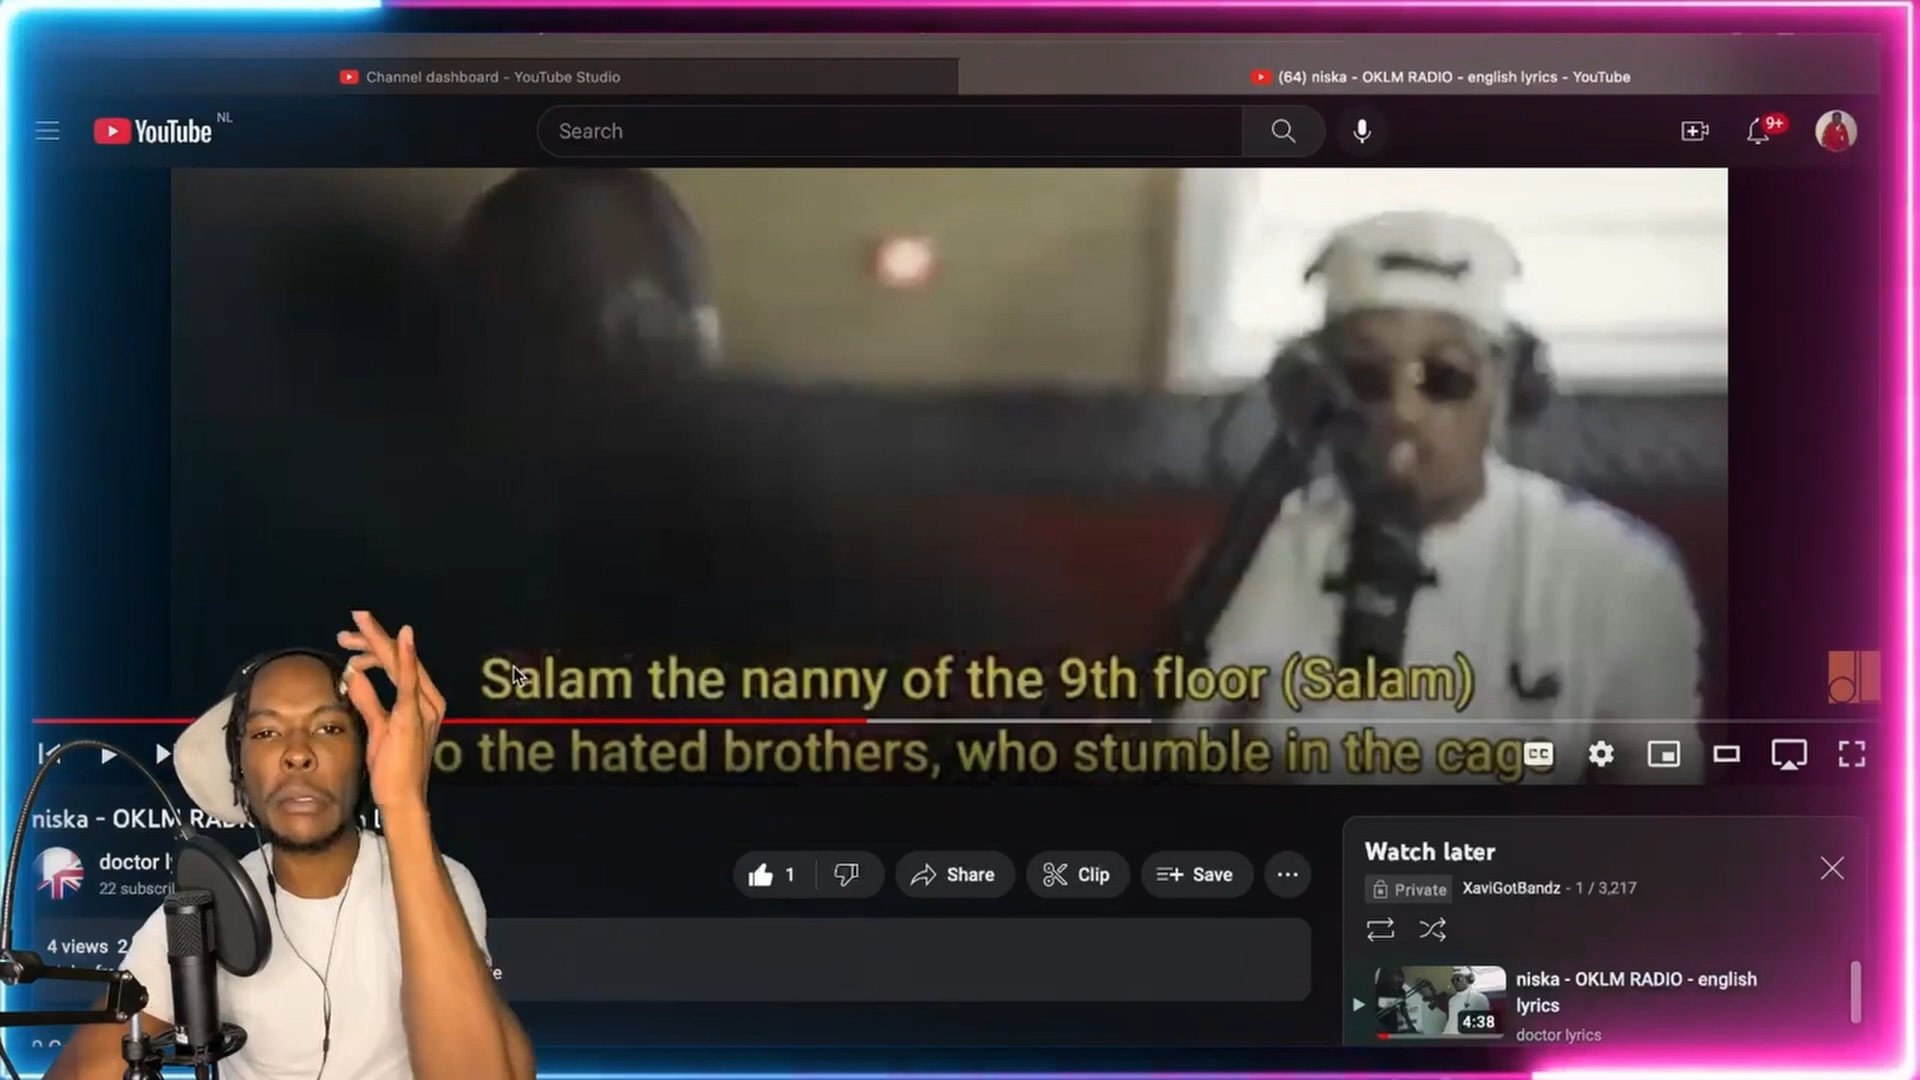 Channel dashboard - YouTube Studio
(64) niska - OKLM RADIO - english lyrics - YouTube
YouTube NL
Search
9+
Salam the nanny of the 9th floor (Salam)
the hated brothers, who stumble in the
CC
niska - OKLM
doctor
22
1
Share
Clip
Save
4 views
Watch later
Private XaviGotBandz - 1 / 3,217
niska - OKLM RADIO - english
lyrics
4:38
doctor lyrics